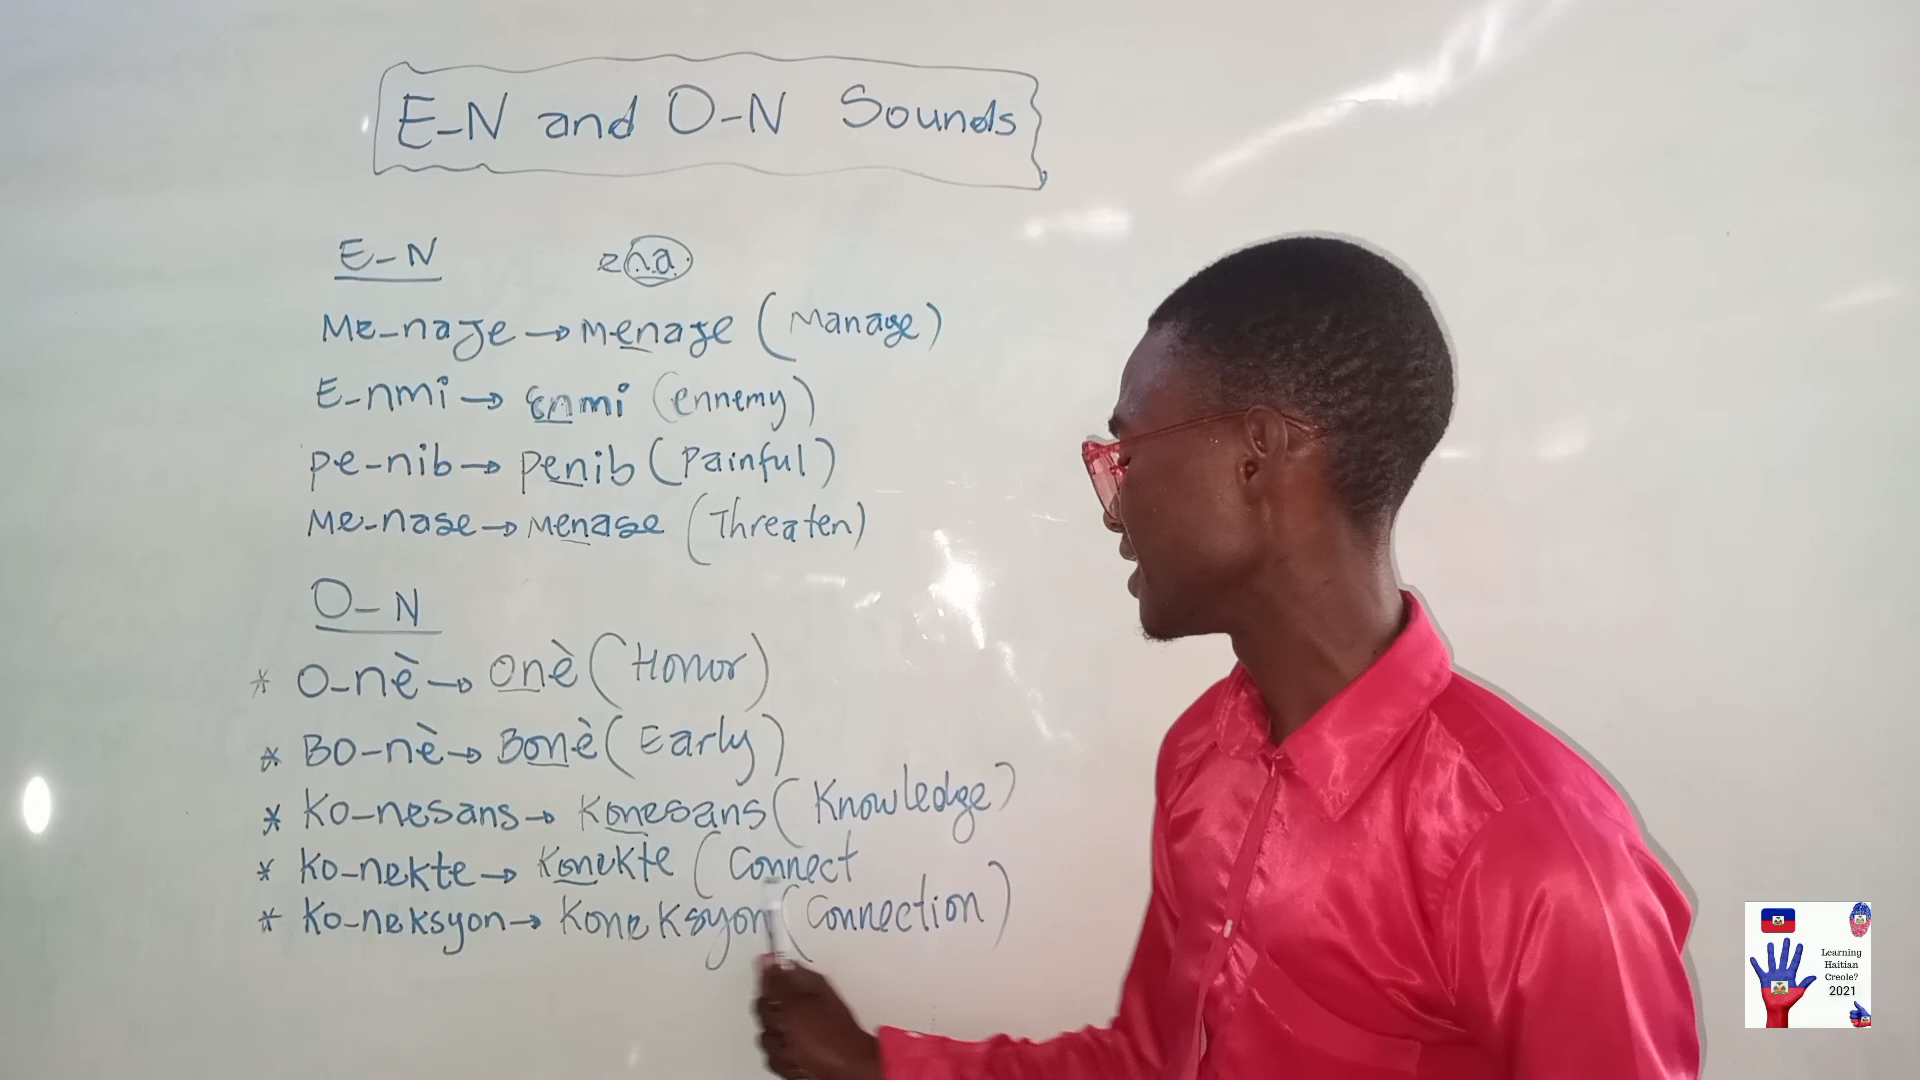 E-N and O-N Sounds
E-N
Me-naje → menaje (Manage)
E-nmi → enmi (ennemy)
pe-nib → penib (Painful)
Me-nase → menase (Threaten)
O-N
* O-nè → Onè (Honor)
* Bo-nè → Bonè (Early)
* Ko-nesans → Konesans (Knowledge)
* Ko-nekte → Konekte (Connect
* Ko-neksyon → Koneksyon (Connection)
Learning
Haitian
Creole?
2021